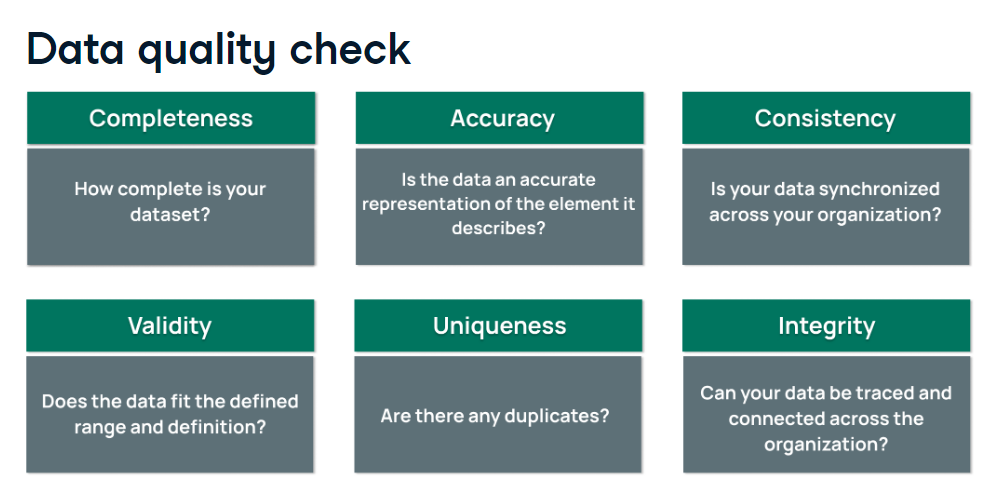 Data quality check
Completeness
How complete is your
dataset?
Accuracy
Is the data an accurate
representation of the element it
describes?
Consistency
Is your data synchronized
across your organization?
Validity
Does the data fit the defined
range and definition?
Uniqueness
Are there any duplicates?
Integrity
Can your data be traced and
connected across the
organization?